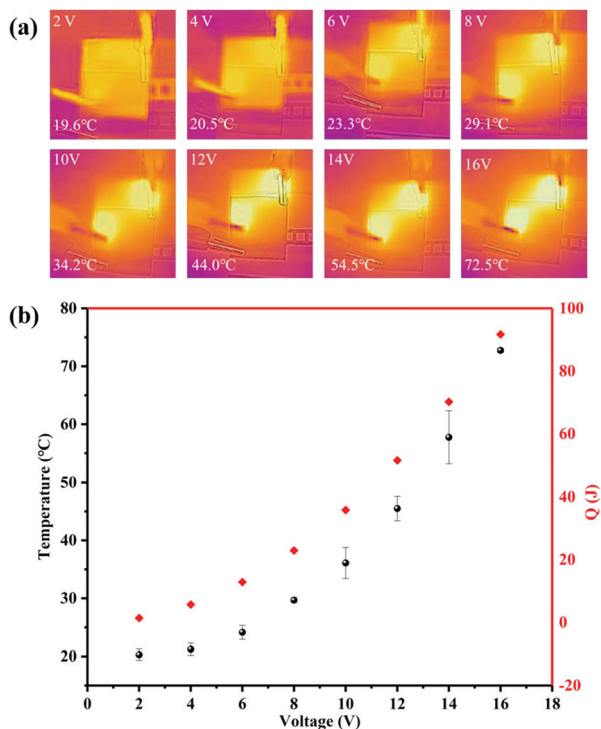 (a)
2 V
4 V
6 V
8 V
19.6℃
20.5℃
23.3℃
29.1℃
10V
12V
14V
16V
34.2℃
44.0℃
54.5℃
72.5℃
(b)
80
70
60
50
40
30
20
Temperature (℃)
100
80
60
40
20
0
-20
Q (J)
0 2 4 6 8 10 12 14 16 18
Voltage (V)